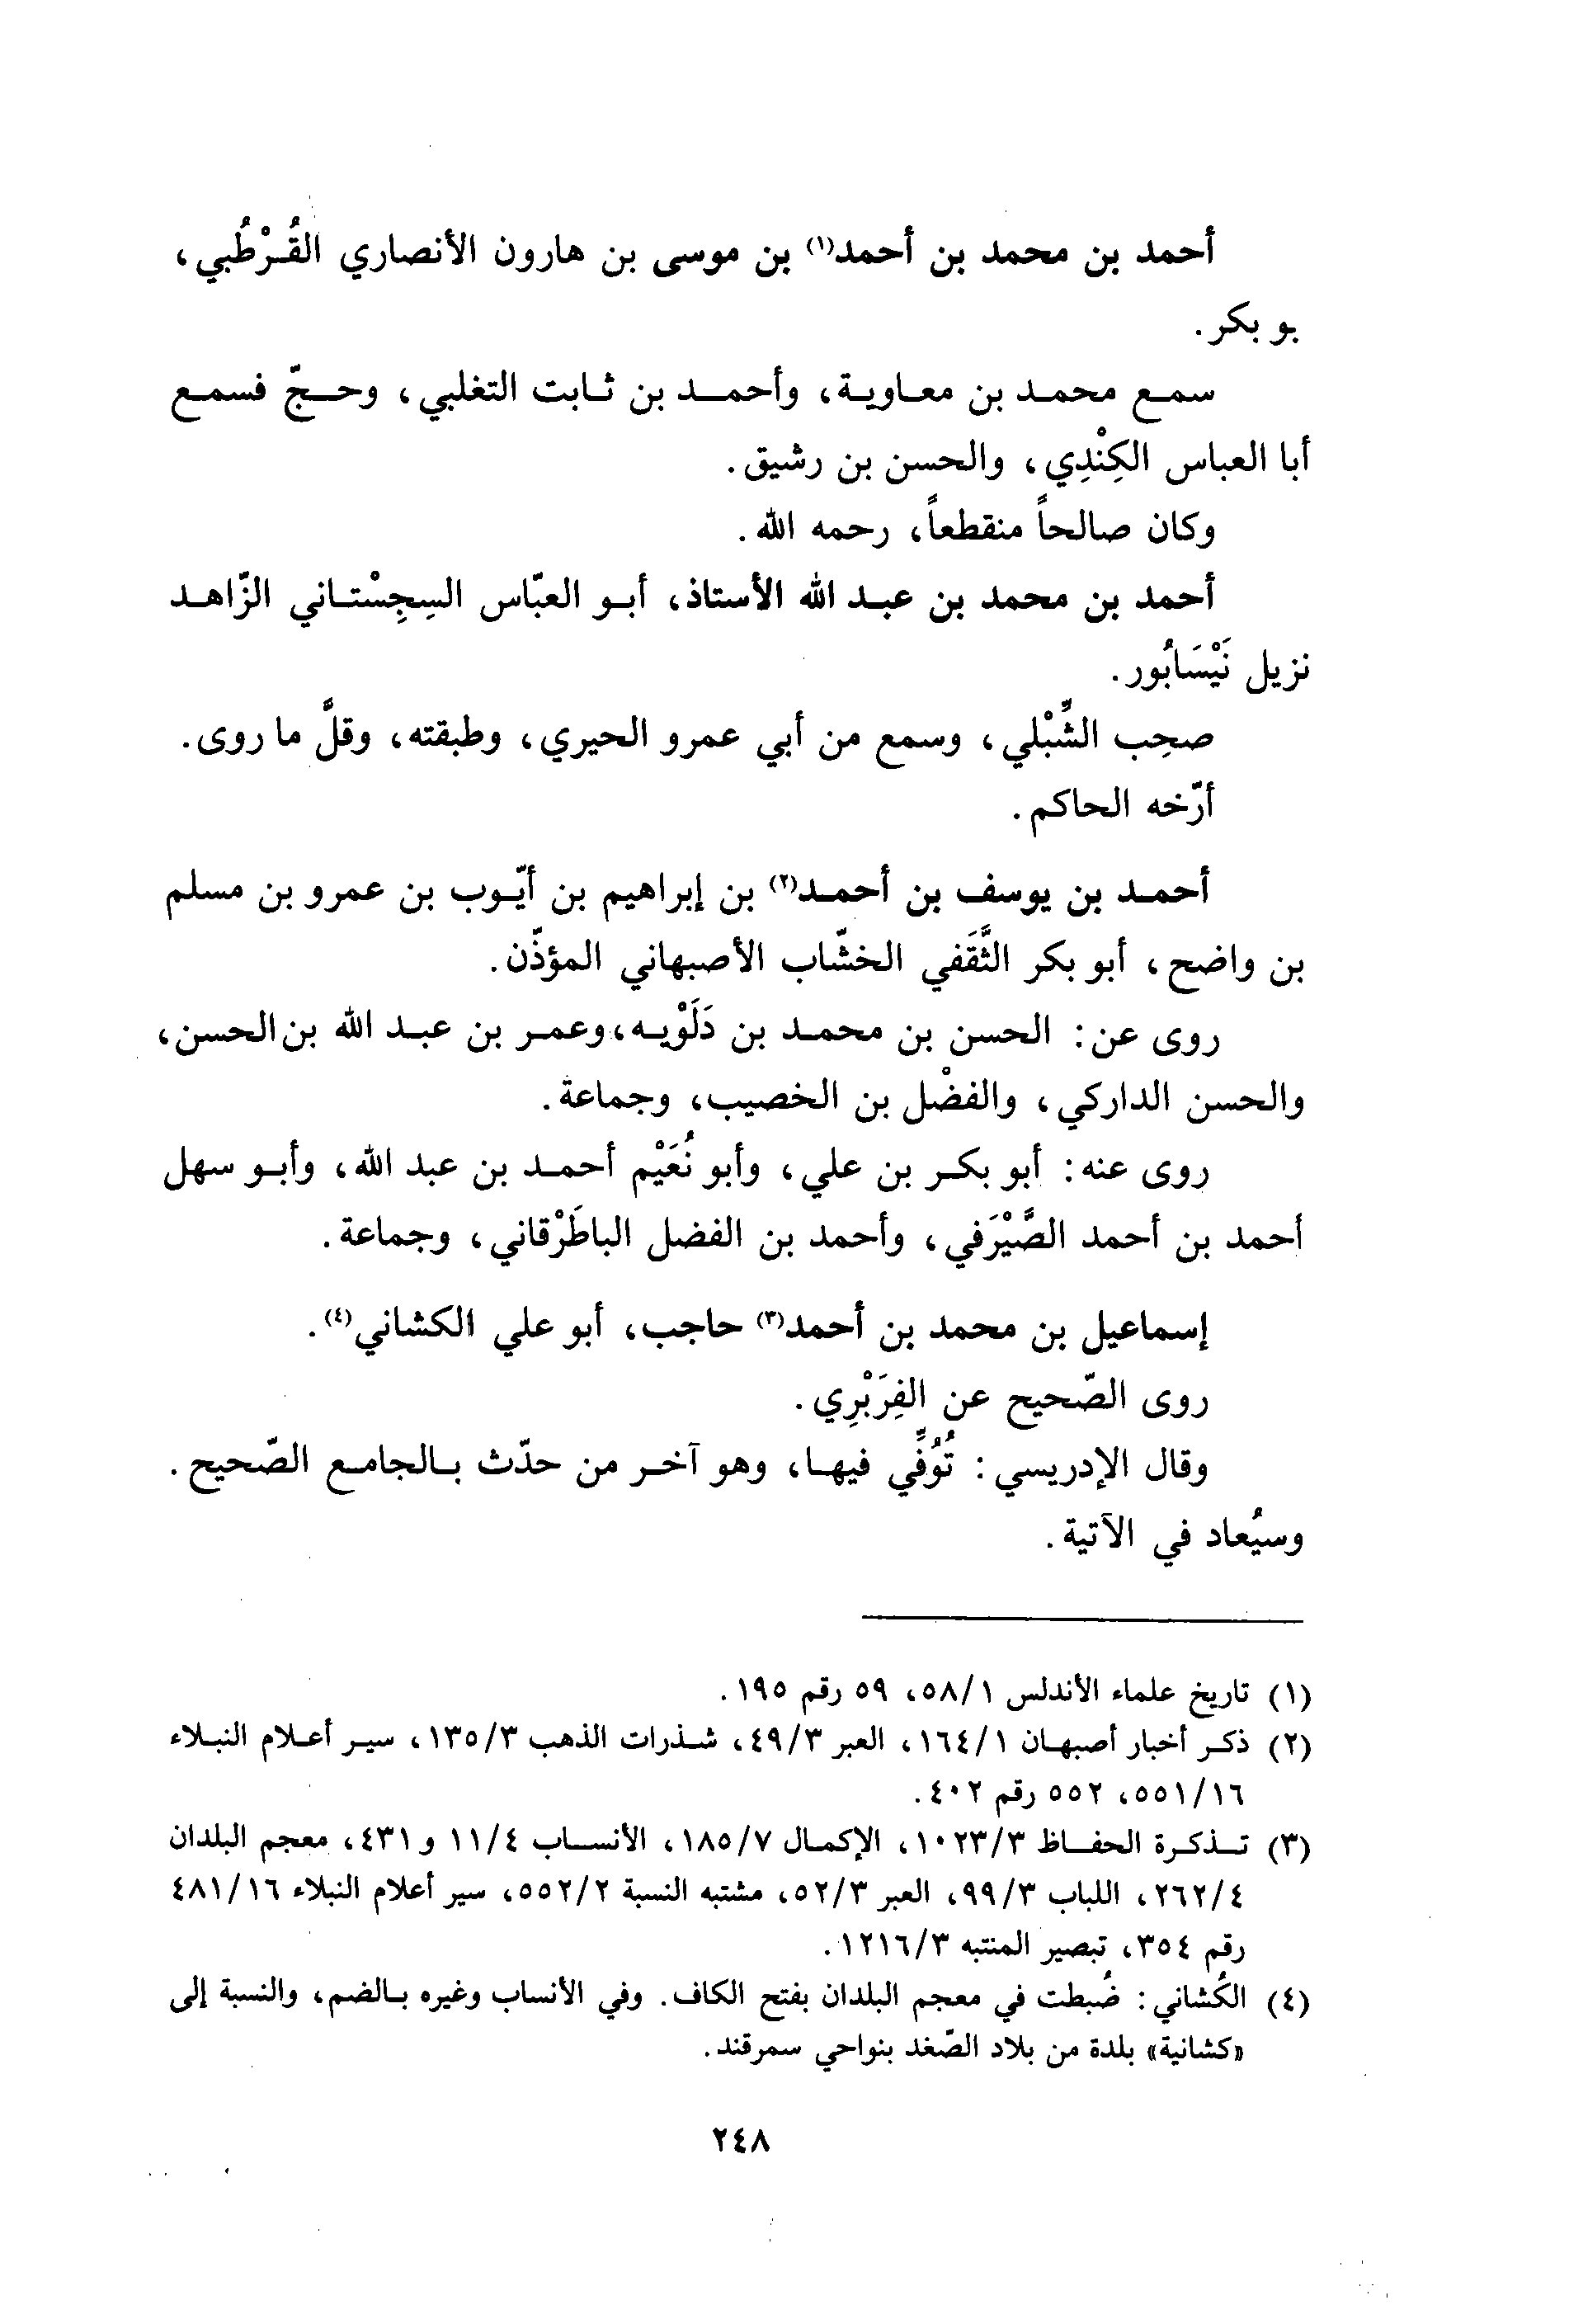 أحمد بن محمد بن أحمد(١) بن موسى بن هارون الأنصاري القُرْطُبي،
بو بكر.
سمع محمد بن معاوية، وأحمد بن ثابت التغلبي، وحجّ فسمع
أبا العباس الكِنْدِي، والحسن بن رشيق.
وكان صالحاً منقطعاً، رحمه الله.
أحمد بن محمد بن عبد الله الأستاذ، أبو العبّاس السِجِسْتاني الزّاهد
نزيل نَيْسَابُور.
صحِب الشِّبْلي، وسمع من أبي عمرو الحيري، وطبقته، وقلَّ ما روى.
أرّخه الحاكم.
أحمد بن يوسف بن أحمد(٢) بن إبراهيم بن أيّوب بن عمرو بن مسلم
بن واضح، أبو بكر الثَّقَفي الخشّاب الأصبهاني المؤذّن.
روى عن: الحسن بن محمد بن دَلَوْيه، وعمر بن عبد الله بن الحسن،
والحسن الداركي، والفضْل بن الخصيب، وجماعة.
روى عنه: أبو بكر بن علي، وأبو نُعَيْم أحمد بن عبد الله، وأبو سهل
أحمد بن أحمد الصَّيْرَفي، وأحمد بن الفضل الباطَرْقاني، وجماعة.
إسماعيل بن محمد بن أحمد(٣) حاجب، أبو علي الكشاني(٤).
روى الصّحيح عن الفِرَبْرِي.
وقال الإدريسي: تُوُفِّي فيها، وهو آخر من حدّث بالجامع الصّحيح.
وسيُعاد في الآتية.
(١) تاريخ علماء الأندلس ٥٨/١، ٥٩ رقم ١٩٥.
(٢) ذكر أخبار أصبهان ١٦٤/١، العبر ٤٩/٣، شذرات الذهب ١٣٥/٣، سير أعلام النبلاء
٥٥١/١٦، ٥٥٢ رقم ٤٠٢.
(٣) تذكرة الحفاظ ١٠٢٣/٣، الإكمال ١٨٥/٧، الأنساب ١١/٤ و٤٣١، معجم البلدان
٢٦٢/٤، اللباب ٩٩/٣، العبر ٥٢/٣، مشتبه النسبة ٥٥٢/٢، سير أعلام النبلاء ٤٨١/١٦
رقم ٣٥٤، تبصير المنتبه ١٢١٦/٣.
(٤) الكُشاني: ضُبطت في معجم البلدان بفتح الكاف. وفي الأنساب وغيره بالضم، والنسبة إلى
«كشانية» بلدة من بلاد الصّغد بنواحي سمرقند.
٢٤٨